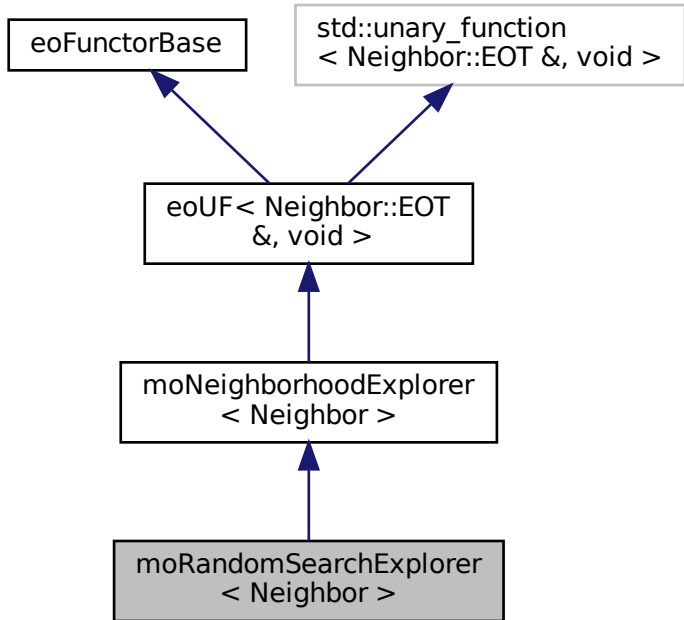 eoFunctorBase
std::unary_function
< Neighbor::EOT &, void >
eoUF< Neighbor::EOT
&, void >
moNeighborhoodExplorer
< Neighbor >
moRandomSearchExplorer
< Neighbor >